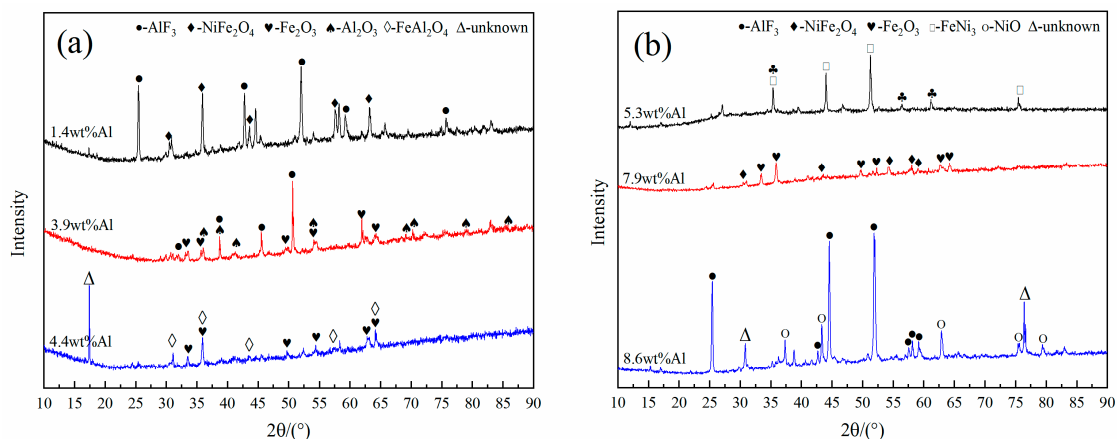 (a) ●-AlF₃ ♦-NiFe₂O₄ ♥-Fe₂O₃ ♠-Al₂O₃ ◊-FeAl₂O₄ Δ-unknown
1.4wt%Al
3.9wt%Al
4.4wt%Al
Δ
Intensity
10 15 20 25 30 35 40 45 50 55 60 65 70 75 80 85 90
2θ/(°)
(b) ●-AlF₃ ♦-NiFe₂O₄ ♥-Fe₂O₃ □-FeNi₃ o-NiO Δ-unknown
5.3wt%Al
7.9wt%Al
8.6wt%Al
Δ Δ
Intensity
10 15 20 25 30 35 40 45 50 55 60 65 70 75 80 85 90
2θ/(°)